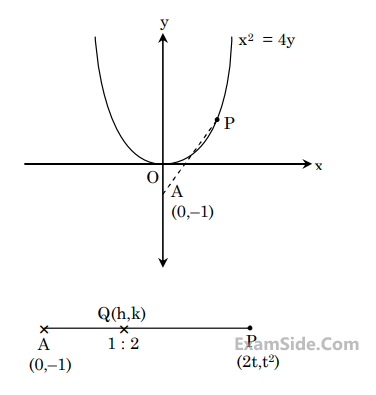 y
x² = 4y
P
x
O
A
(0,–1)
Q(h,k)
A
1 : 2
P
ExamSide.Com
(0,–1)
(2t,t²)